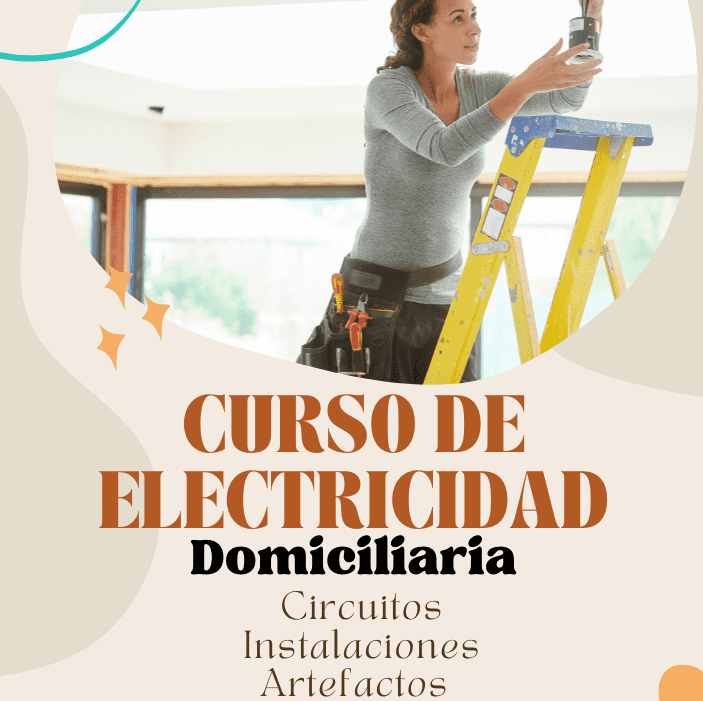 CURSO DE
ELECTRICIDAD
Domiciliaria
Circuitos
Instalaciones
Artefactos